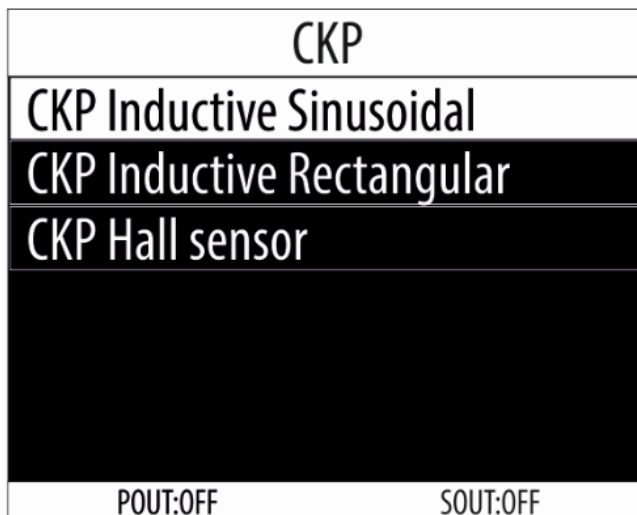 CKP
CKP Inductive Sinusoidal
CKP Inductive Rectangular
CKP Hall sensor
POUT:OFF SOUT:OFF